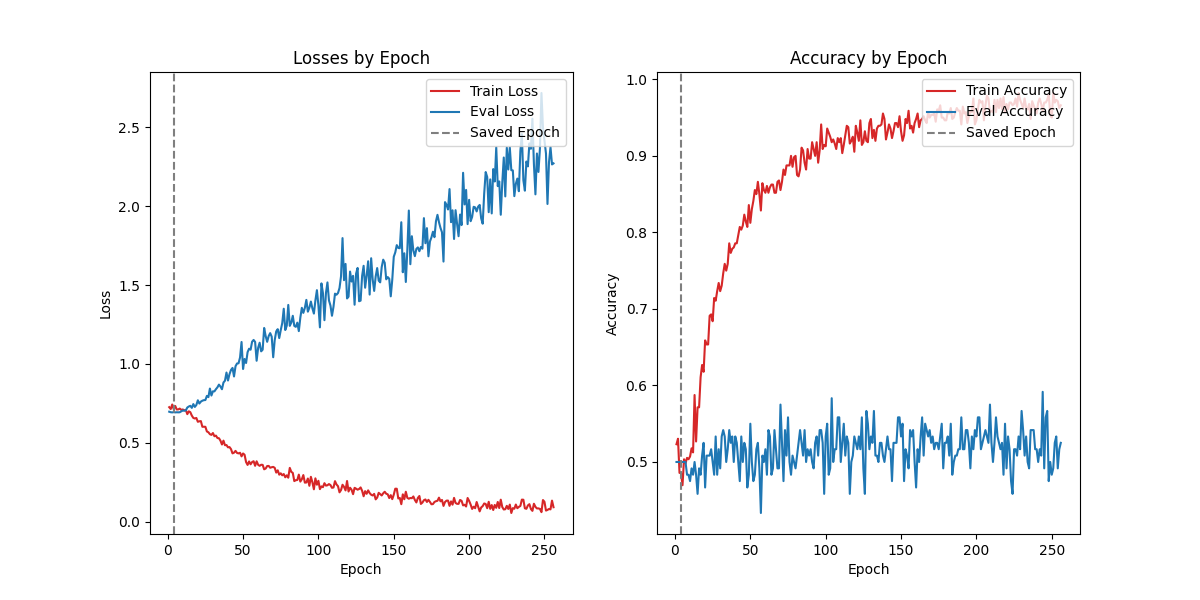 Losses by Epoch
Train Loss
Eval Loss
Saved Epoch
Loss
2.5
2.0
1.5
1.0
0.5
0.0
0
50
100
150
200
250
Epoch
Accuracy by Epoch
Train Accuracy
Eval Accuracy
Saved Epoch
Accuracy
1.0
0.9
0.8
0.7
0.6
0.5
0
50
100
150
200
250
Epoch